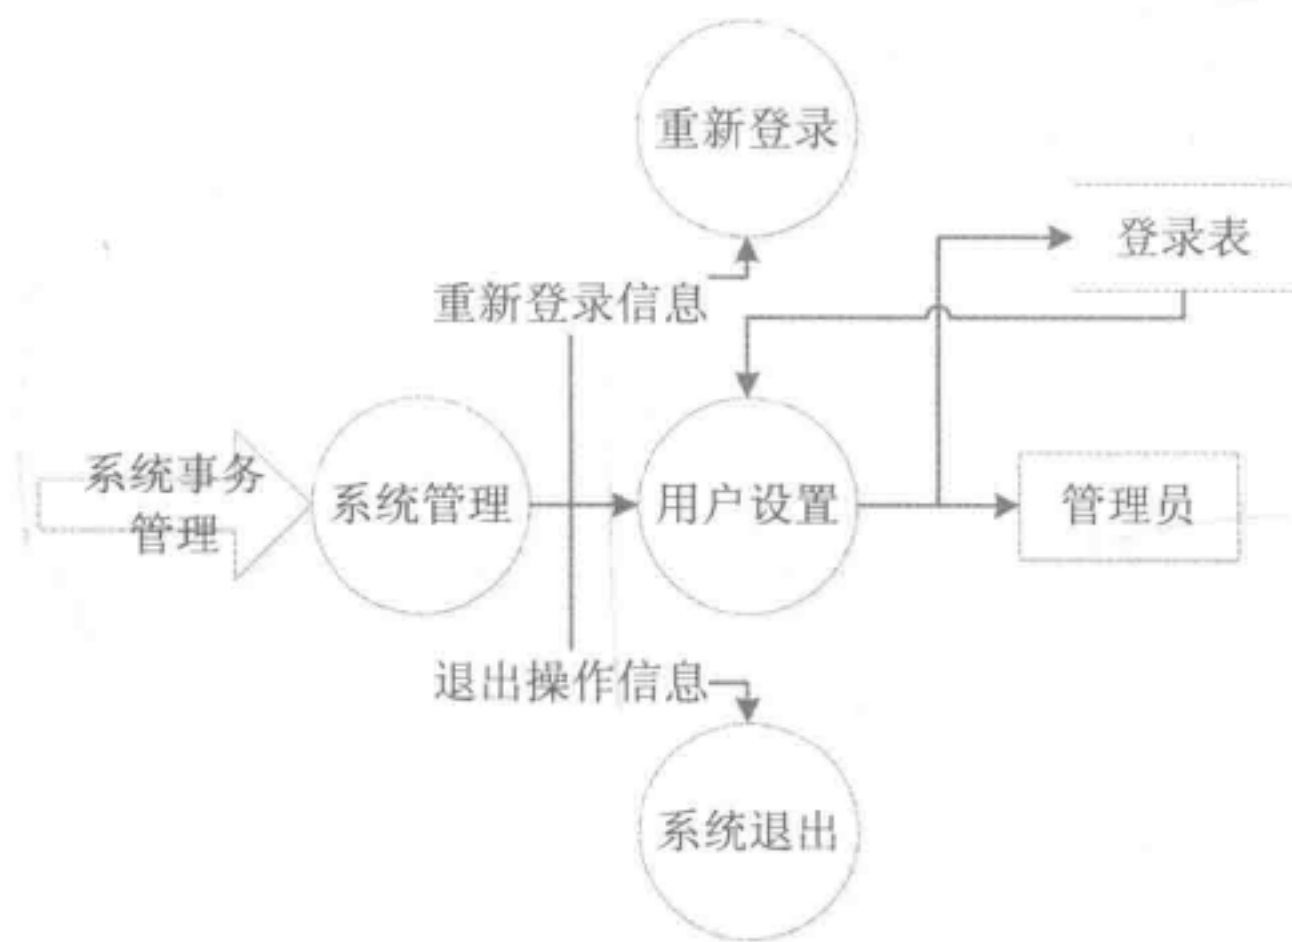 重新登录
登录表
重新登录信息
系统事务
管理
系统管理
用户设置
管理员
退出操作信息
系统退出